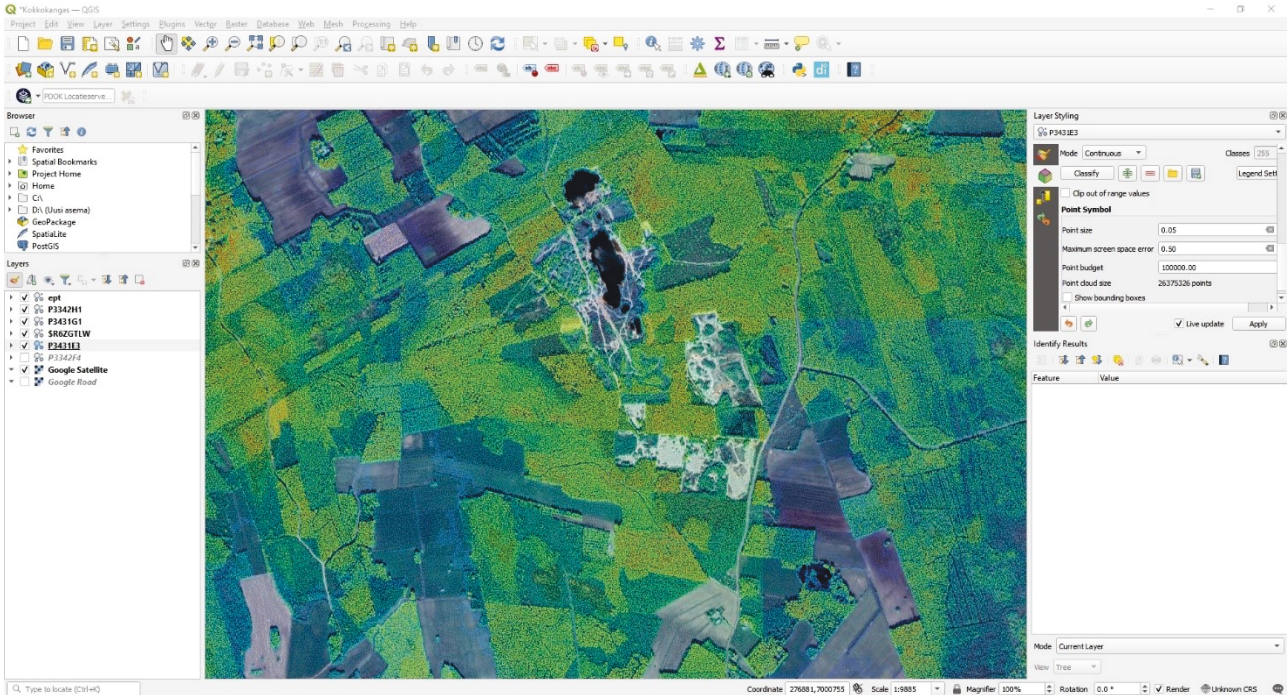 *Kokkokangas — QGIS
Project Edit View Layer Settings Plugins Vector Raster Database Web Mesh Processing Help
PDOK Locatieserve...
Browser
Favorites
Spatial Bookmarks
Project Home
Home
C:\
D:\ (Uusi asema)
GeoPackage
SpatiaLite
PostGIS
Layers
ept
P3342H1
P3431G1
$R6ZGTLW
P3431E3
P3342F4
Google Satellite
Google Road
Layer Styling
P3431E3
Mode Continuous Classes 255
Classify Legend Sett
Clip out of range values
Point Symbol
Point size 0.05
Maximum screen space error 0.50
Point budget 100000.00
Point cloud size 26375326 points
Show bounding boxes
Live update Apply
Identify Results
Feature Value
Mode Current Layer
View Tree
Type to locate (Ctrl+K) Coordinate 276881,7000755 Scale 1:9885 Magnifier 100% Rotation 0.0 ° Render Unknown CRS